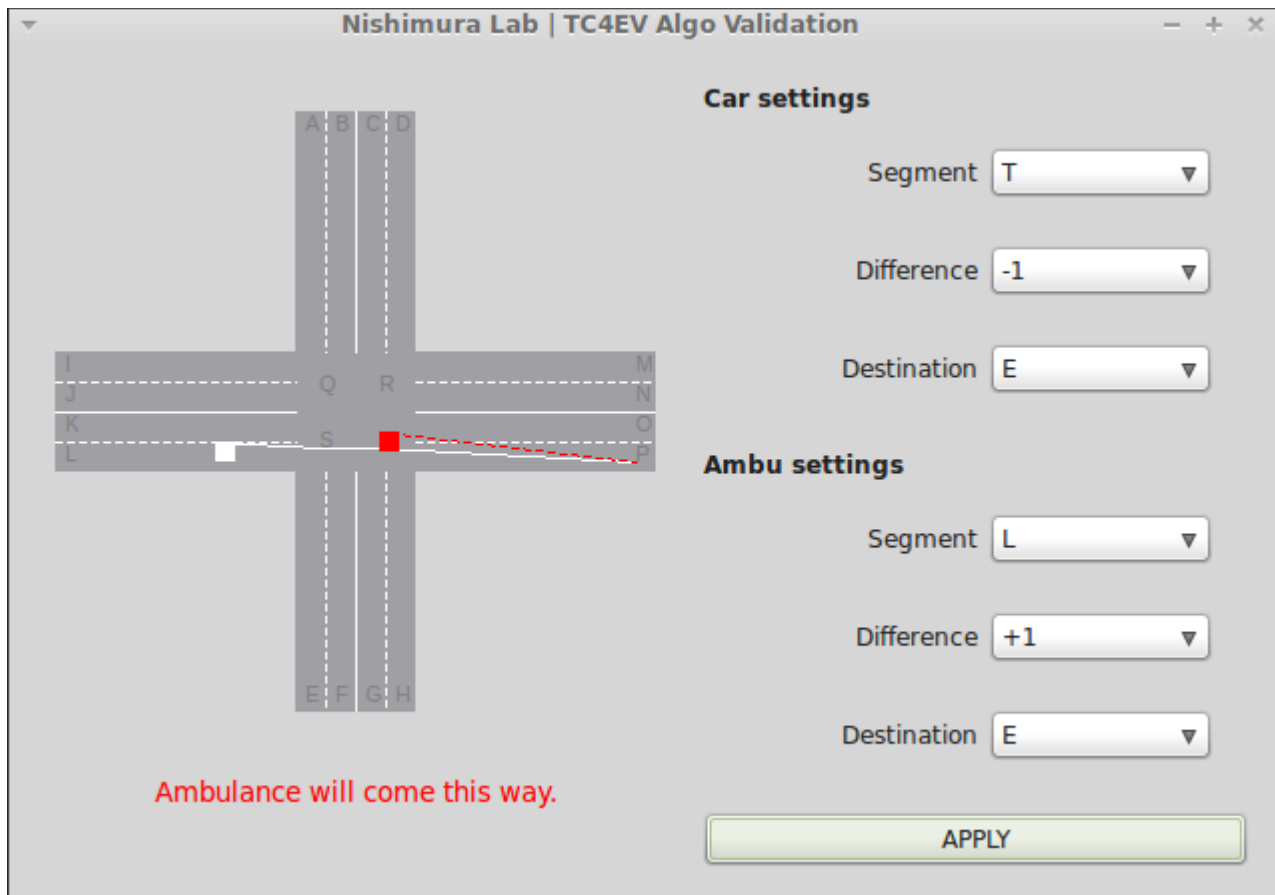 Nishimura Lab | TC4EV Algo Validation
Car settings
A B C D
Segment T
Difference -1
I M
Q R
Destination E
J N
K O
S
L P
Ambu settings
Segment L
Difference +1
E F G H
Destination E
Ambulance will come this way.
APPLY